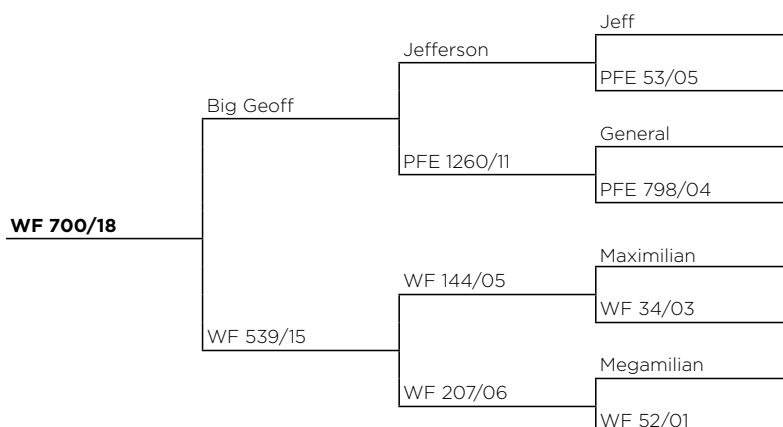 Jeff
Jefferson
PFE 53/05
Big Geoff
General
PFE 1260/11
PFE 798/04
WF 700/18
Maximilian
WF 144/05
WF 34/03
WF 539/15
Megamilian
WF 207/06
WF 52/01